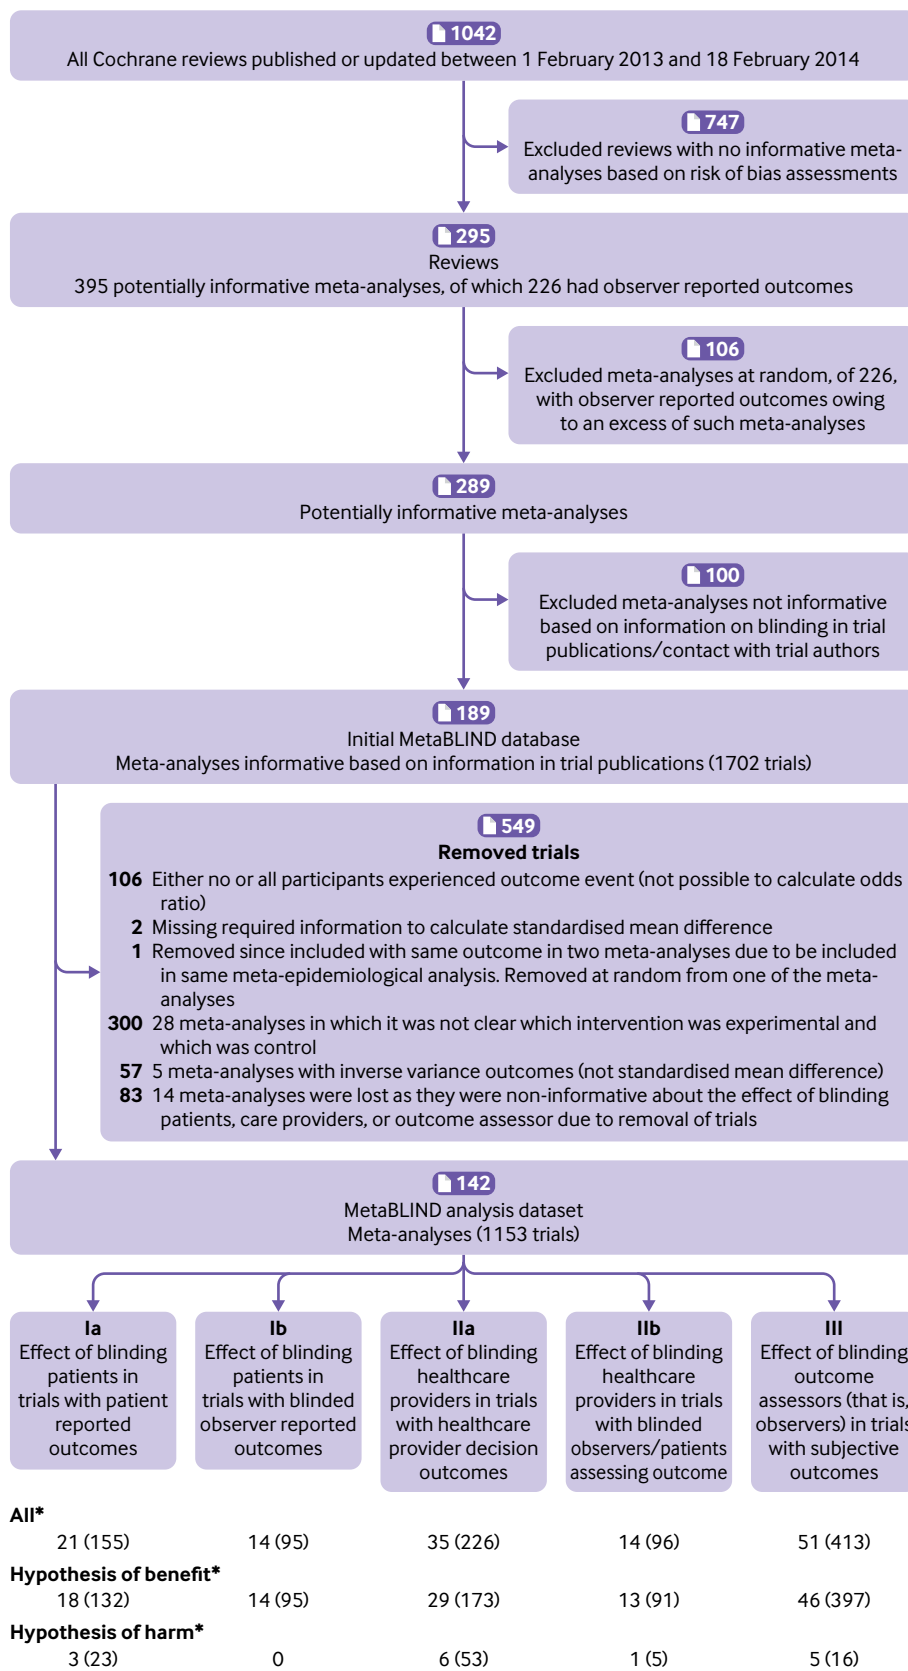 1042
All Cochrane reviews published or updated between 1 February 2013 and 18 February 2014
747
Excluded reviews with no informative meta-
analyses based on risk of bias assessments
295
Reviews
395 potentially informative meta-analyses, of which 226 had observer reported outcomes
106
Excluded meta-analyses at random, of 226,
with observer reported outcomes owing
to an excess of such meta-analyses
289
Potentially informative meta-analyses
100
Excluded meta-analyses not informative
based on information on blinding in trial
publications/contact with trial authors
189
Initial MetaBLIND database
Meta-analyses informative based on information in trial publications (1702 trials)
549
Removed trials
106 Either no or all participants experienced outcome event (not possible to calculate odds
ratio)
2 Missing required information to calculate standardised mean difference
1 Removed since included with same outcome in two meta-analyses due to be included
in same meta-epidemiological analysis. Removed at random from one of the meta-
analyses
300 28 meta-analyses in which it was not clear which intervention was experimental and
which was control
57 5 meta-analyses with inverse variance outcomes (not standardised mean difference)
83 14 meta-analyses were lost as they were non-informative about the effect of blinding
patients, care providers, or outcome assessor due to removal of trials
142
MetaBLIND analysis dataset
Meta-analyses (1153 trials)
Ia
Effect of blinding
patients in
trials with patient
reported
outcomes
Ib
Effect of blinding
patients in
trials with blinded
observer reported
outcomes
IIa
Effect of blinding
healthcare
providers in trials
with healthcare
provider decision
outcomes
IIb
Effect of blinding
healthcare
providers in trials
with blinded
observers/patients
assessing outcome
III
Effect of blinding
outcome
assessors (that is,
observers) in trials
with subjective
outcomes
All*
21 (155) 14 (95) 35 (226) 14 (96) 51 (413)
Hypothesis of benefit*
18 (132) 14 (95) 29 (173) 13 (91) 46 (397)
Hypothesis of harm*
3 (23) 0 6 (53) 1 (5) 5 (16)